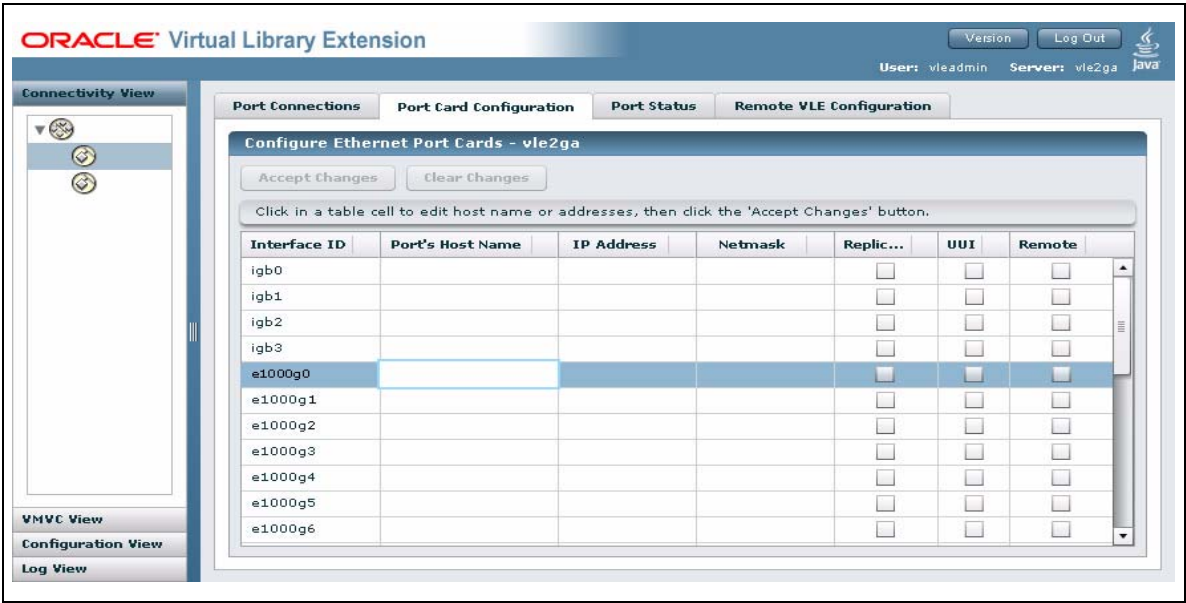 ORACLE Virtual Library Extension
Version Log Out
User: vleadmin Server: vle2ga
Java
Connectivity View
Port Connections Port Card Configuration Port Status Remote VLE Configuration
Configure Ethernet Port Cards - vle2ga
Accept Changes Clear Changes
Click in a table cell to edit host name or addresses, then click the 'Accept Changes' button.
Interface ID Port's Host Name IP Address Netmask Replic... UUI Remote
igb0
igb1
igb2
igb3
e1000g0
e1000g1
e1000g2
e1000g3
e1000g4
e1000g5
e1000g6
VMVC View
Configuration View
Log View